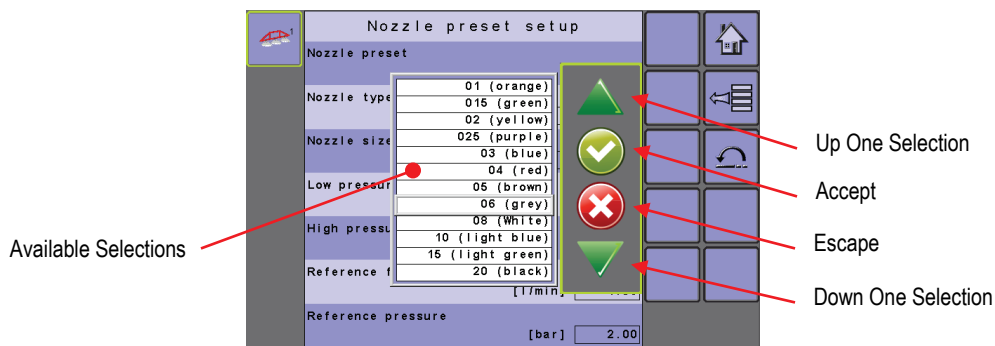 1
Nozzle preset setup
Nozzle preset
Nozzle type
Nozzle size
Low pressur
High pressu
Reference f
[l/min]
Reference pressure
[bar] 2.00
01 (orange)
015 (green)
02 (yellow)
025 (purple)
03 (blue)
04 (red)
05 (brown)
06 (grey)
08 (White)
10 (light blue)
15 (light green)
20 (black)
Available Selections
Up One Selection
Accept
Escape
Down One Selection